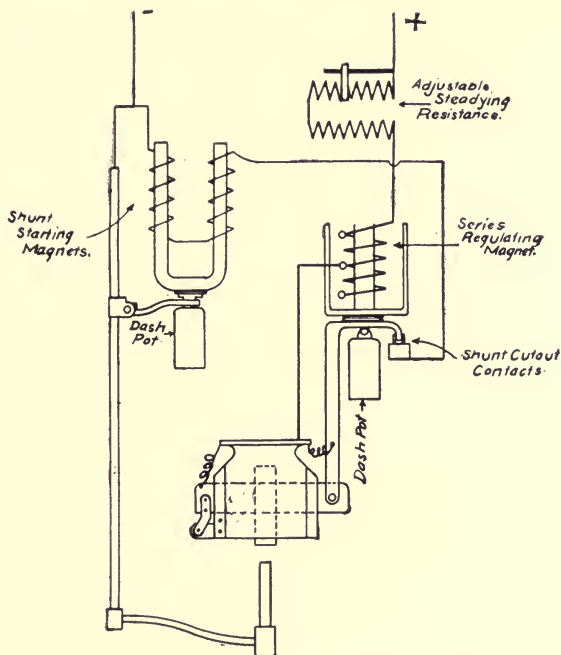 -
+
Adjustable
Steadying
Resistance.
Shunt
Starting
Magnets.
Series
Regulating
Magnet.
Dash
Pot
Shunt Cutout
Contacts.
Dash Pot